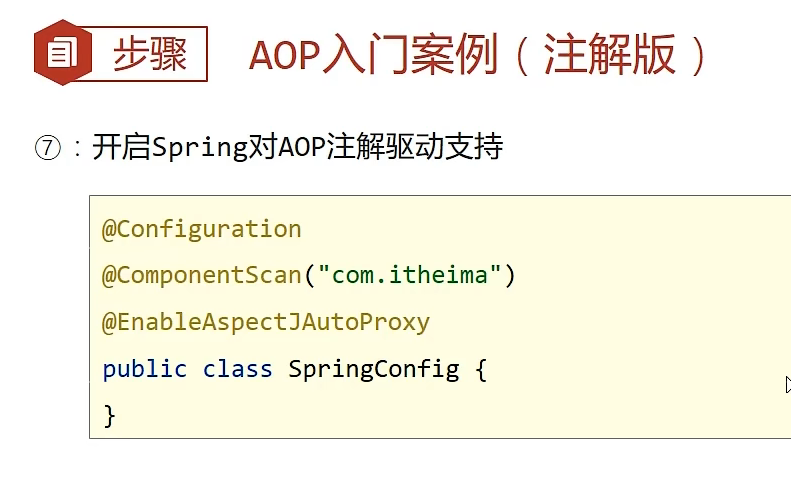 步骤
AOP入门案例（注解版）
⑦：开启Spring对AOP注解驱动支持
@Configuration
@ComponentScan("com.itheima")
@EnableAspectJAutoProxy
public class SpringConfig {
}